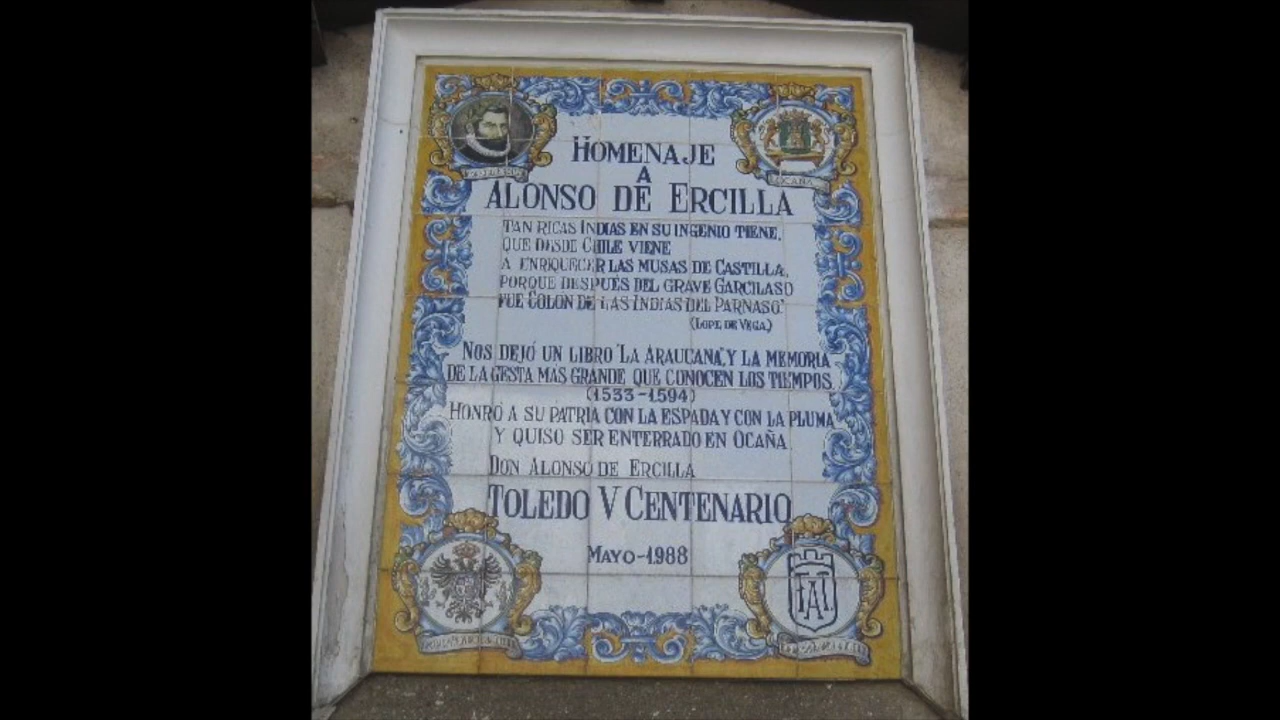 HOMENAJE
A
ALONSO DE ERCILLA
TAN RICAS INDIAS EN SU INGENIO TIENE,
QUE DESDE CHILE VIENE
A ENRIQUECER LAS MUSAS DE CASTILLA,
PORQUE DESPUÉS DEL GRAVE GARCILASO
FUE COLON DE LAS INDIAS DEL PARNASO."
(LOPE DE VEGA)
NOS DEJÓ UN LIBRO "LA ARAUCANA", Y LA MEMORIA
DE LA GESTA MAS GRANDE QUE CONOCEN LOS TIEMPOS.
(1533-1594)
HONRÓ A SU PATRIA CON LA ESPADA Y CON LA PLUMA
Y QUISO SER ENTERRADO EN OCAÑA
DON ALONSO DE ERCILLA
TOLEDO V CENTENARIO
MAYO-1988
OCAÑA